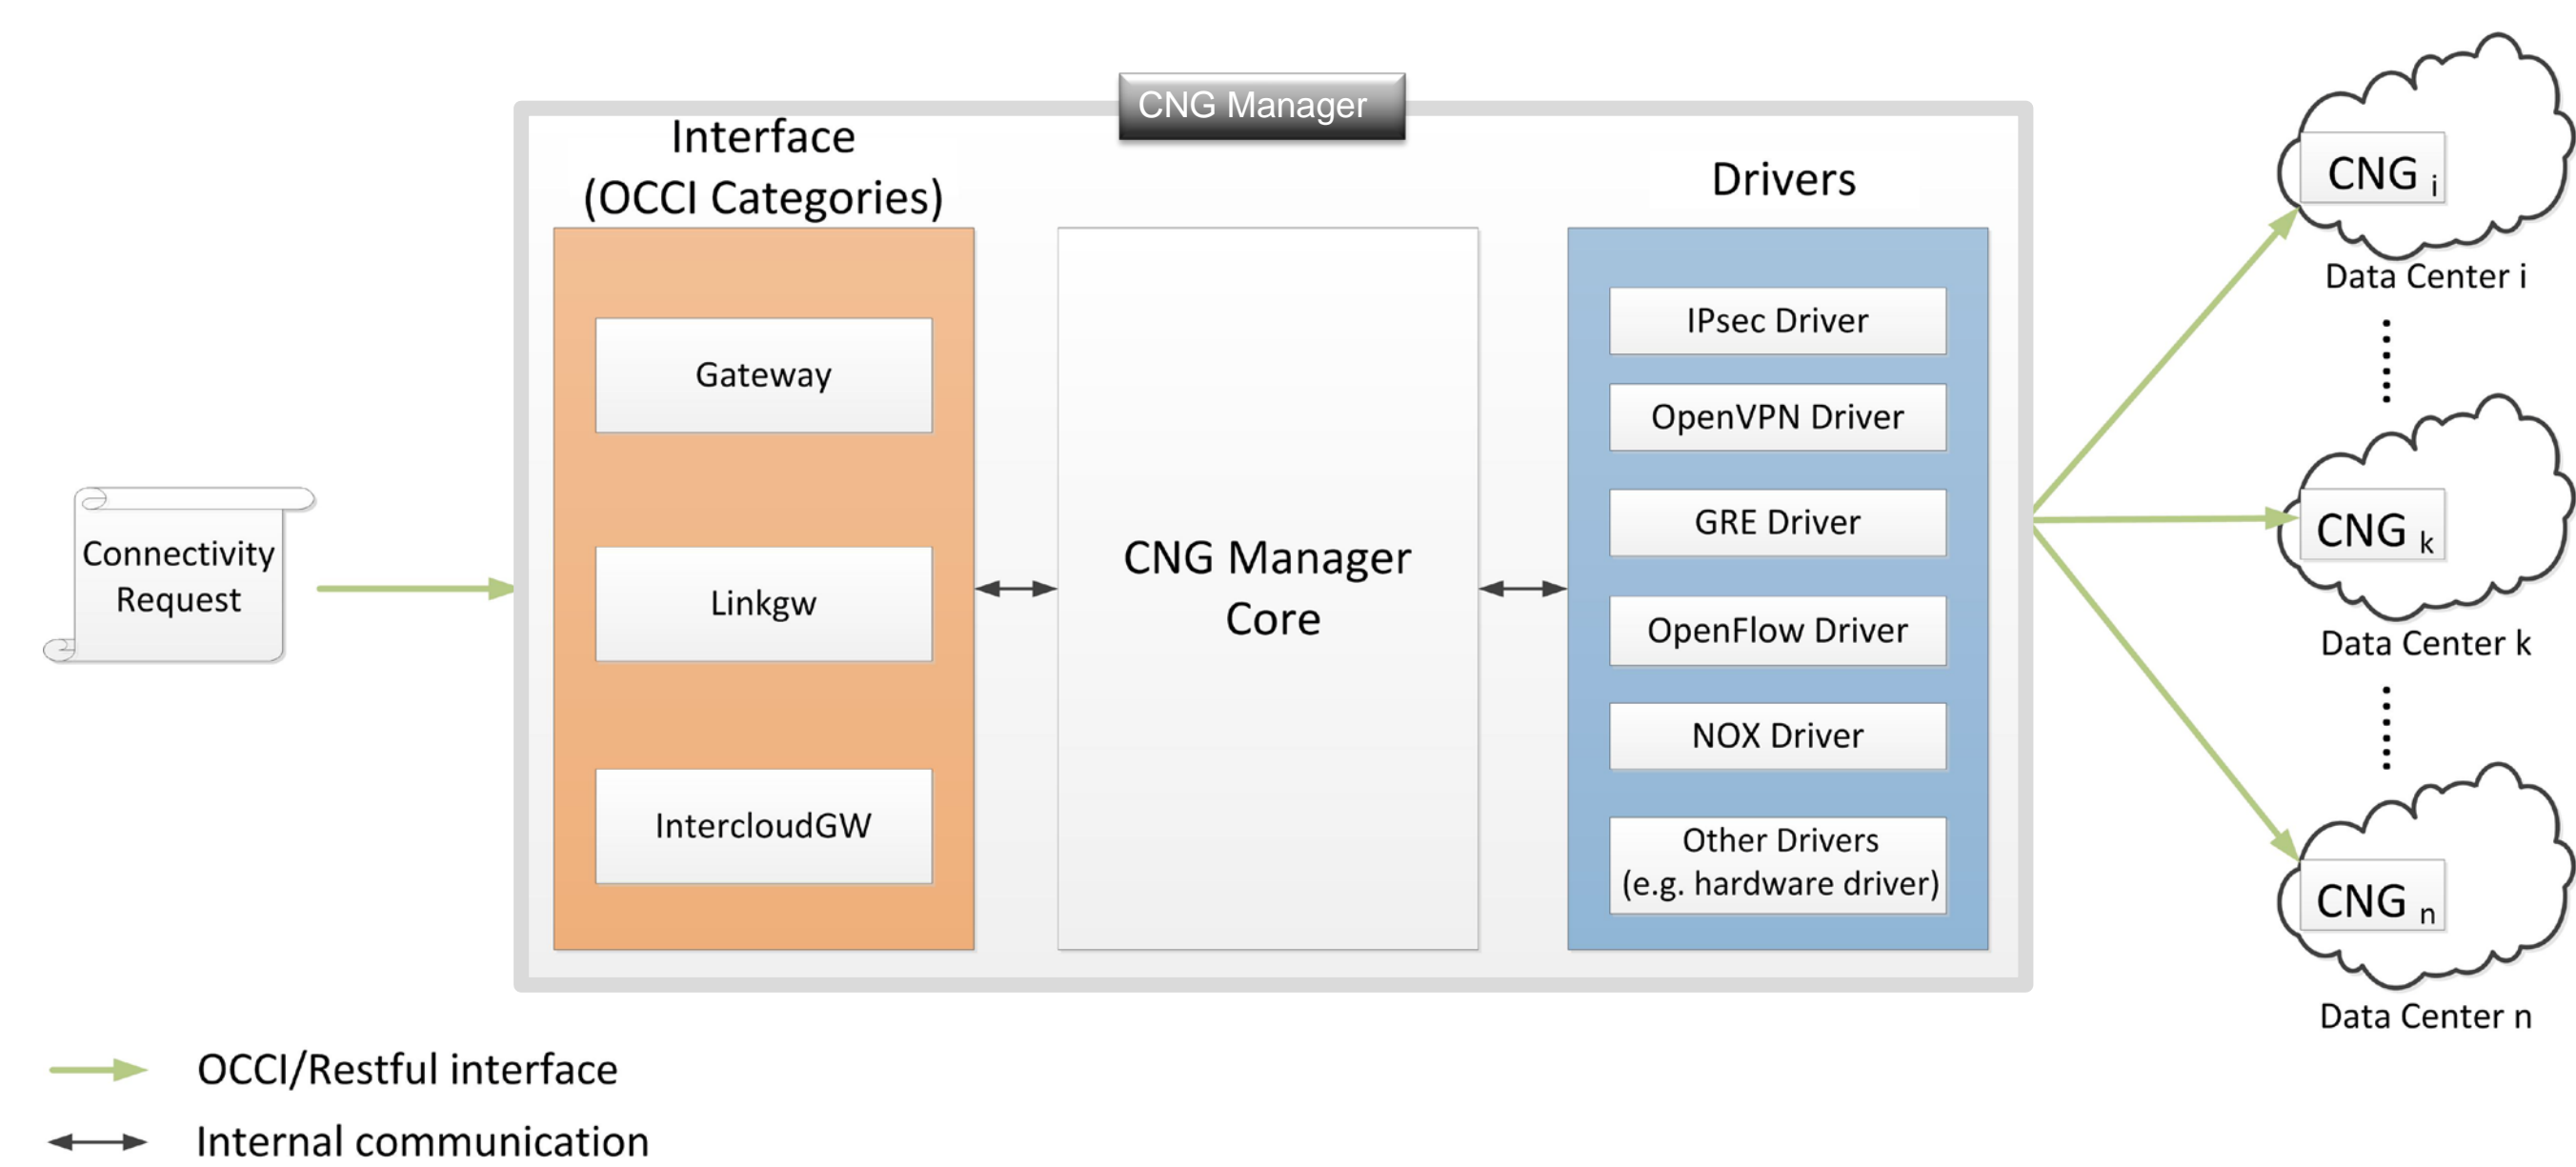 CNG Manager
Interface
(OCCI Categories)
Gateway
Linkgw
IntercloudGW
CNG Manager
Core
Drivers
IPsec Driver
OpenVPN Driver
GRE Driver
OpenFlow Driver
NOX Driver
Other Drivers
(e.g. hardware driver)
Connectivity
Request
CNG i
Data Center i
CNG k
Data Center k
CNG n
Data Center n
OCCI/Restful interface
Internal communication